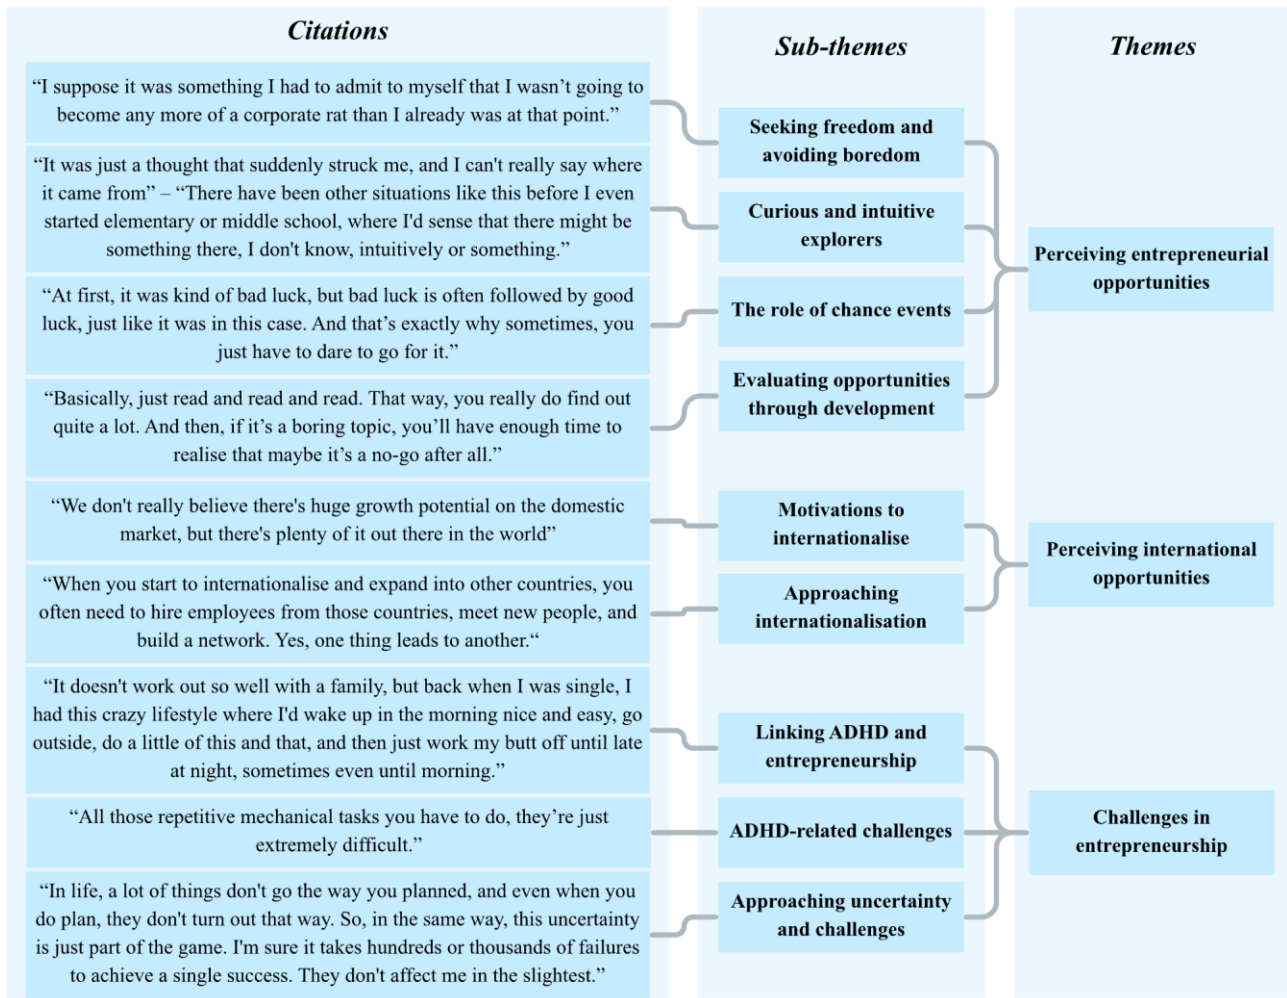 Citations
“I suppose it was something I had to admit to myself that I wasn’t going to
become any more of a corporate rat than I already was at that point.”
“It was just a thought that suddenly struck me, and I can't really say where
it came from” – “There have been other situations like this before I even
started elementary or middle school, where I'd sense that there might be
something there, I don't know, intuitively or something.”
“At first, it was kind of bad luck, but bad luck is often followed by good
luck, just like it was in this case. And that’s exactly why sometimes, you
just have to dare to go for it.”
“Basically, just read and read and read. That way, you really do find out
quite a lot. And then, if it’s a boring topic, you’ll have enough time to
realise that maybe it’s a no-go after all.”
“We don't really believe there's huge growth potential on the domestic
market, but there's plenty of it out there in the world”
“When you start to internationalise and expand into other countries, you
often need to hire employees from those countries, meet new people, and
build a network. Yes, one thing leads to another.“
“It doesn't work out so well with a family, but back when I was single, I
had this crazy lifestyle where I'd wake up in the morning nice and easy, go
outside, do a little of this and that, and then just work my butt off until late
at night, sometimes even until morning.”
“All those repetitive mechanical tasks you have to do, they’re just
extremely difficult.”
“In life, a lot of things don't go the way you planned, and even when you
do plan, they don't turn out that way. So, in the same way, this uncertainty
is just part of the game. I'm sure it takes hundreds or thousands of failures
to achieve a single success. They don't affect me in the slightest.”
Sub-themes
Seeking freedom and
avoiding boredom
Curious and intuitive
explorers
The role of chance events
Evaluating opportunities
through development
Motivations to
internationalise
Approaching
internationalisation
Linking ADHD and
entrepreneurship
ADHD-related challenges
Approaching uncertainty
and challenges
Themes
Perceiving entrepreneurial
opportunities
Perceiving international
opportunities
Challenges in
entrepreneurship